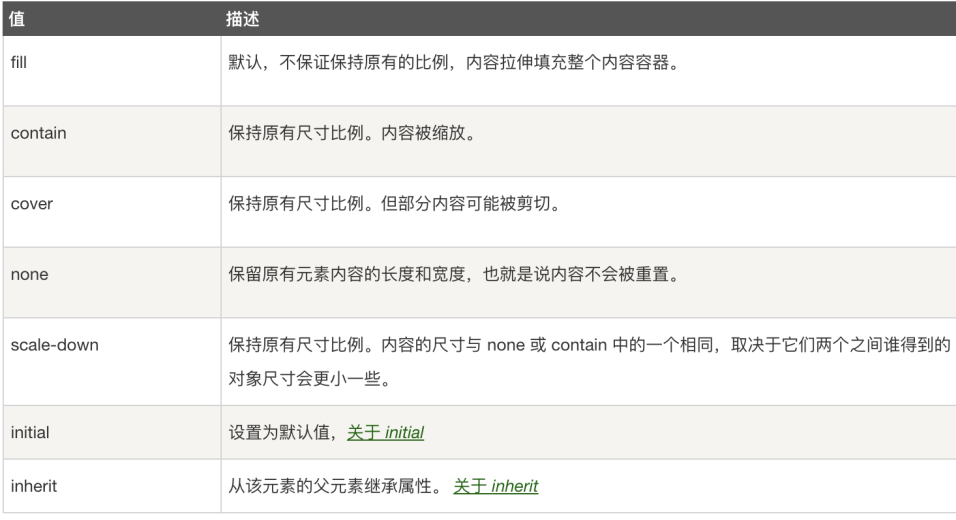 值 描述
fill 默认，不保证保持原有的比例，内容拉伸填充整个内容容器。
contain 保持原有尺寸比例。内容被缩放。
cover 保持原有尺寸比例。但部分内容可能被剪切。
none 保留原有元素内容的长度和宽度，也就是说内容不会被重置。
scale-down 保持原有尺寸比例。内容的尺寸与 none 或 contain 中的一个相同，取决于它们两个之间谁得到的
对象尺寸会更小一些。
initial 设置为默认值，关于 initial
inherit 从该元素的父元素继承属性。 关于 inherit